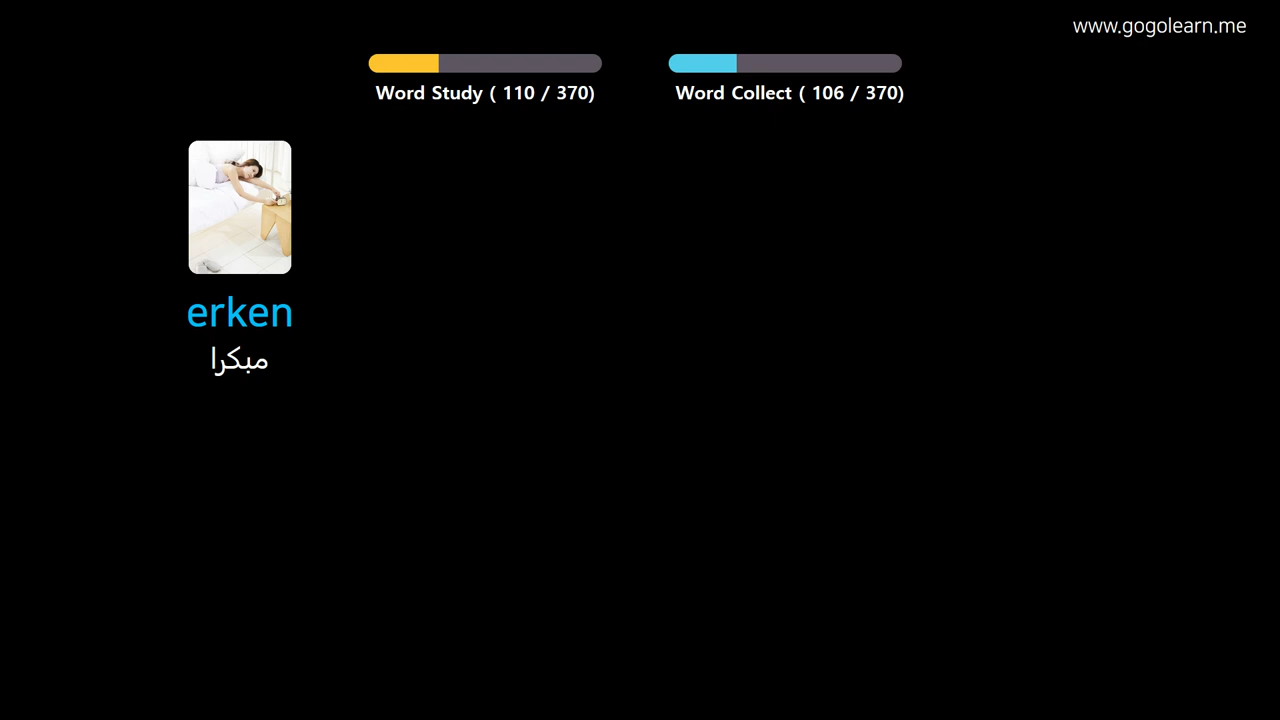 www.gogolearn.me
Word Study ( 110 / 370)
Word Collect ( 106 / 370)
erken
مبكرا